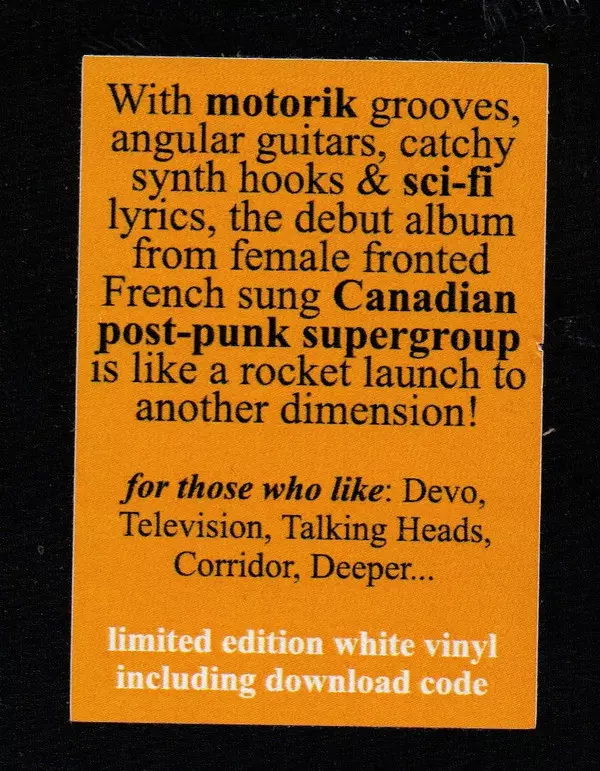 With motorik grooves,
angular guitars, catchy
synth hooks & sci-fi
lyrics, the debut album
from female fronted
French sung Canadian
post-punk supergroup
is like a rocket launch to
another dimension!
for those who like: Devo,
Television, Talking Heads,
Corridor, Deeper...
limited edition white vinyl
including download code